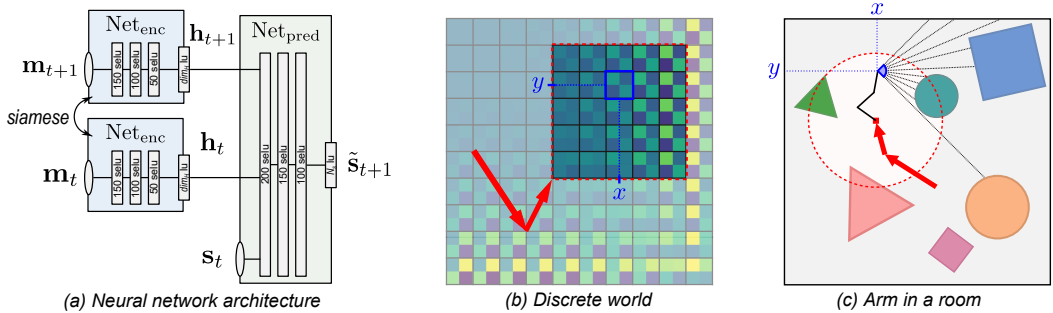 Net_enc
h_{t+1}
Net_pred
m_{t+1}
150 selu
100 selu
50 selu
dim_H lu
siamese
Net_enc
h_t
m_t
150 selu
100 selu
50 selu
dim_H lu
200 selu
150 selu
100 selu
N_s lu
s̃_{t+1}
s_t
(a) Neural network architecture
y
x
(b) Discrete world
x
y
(c) Arm in a room